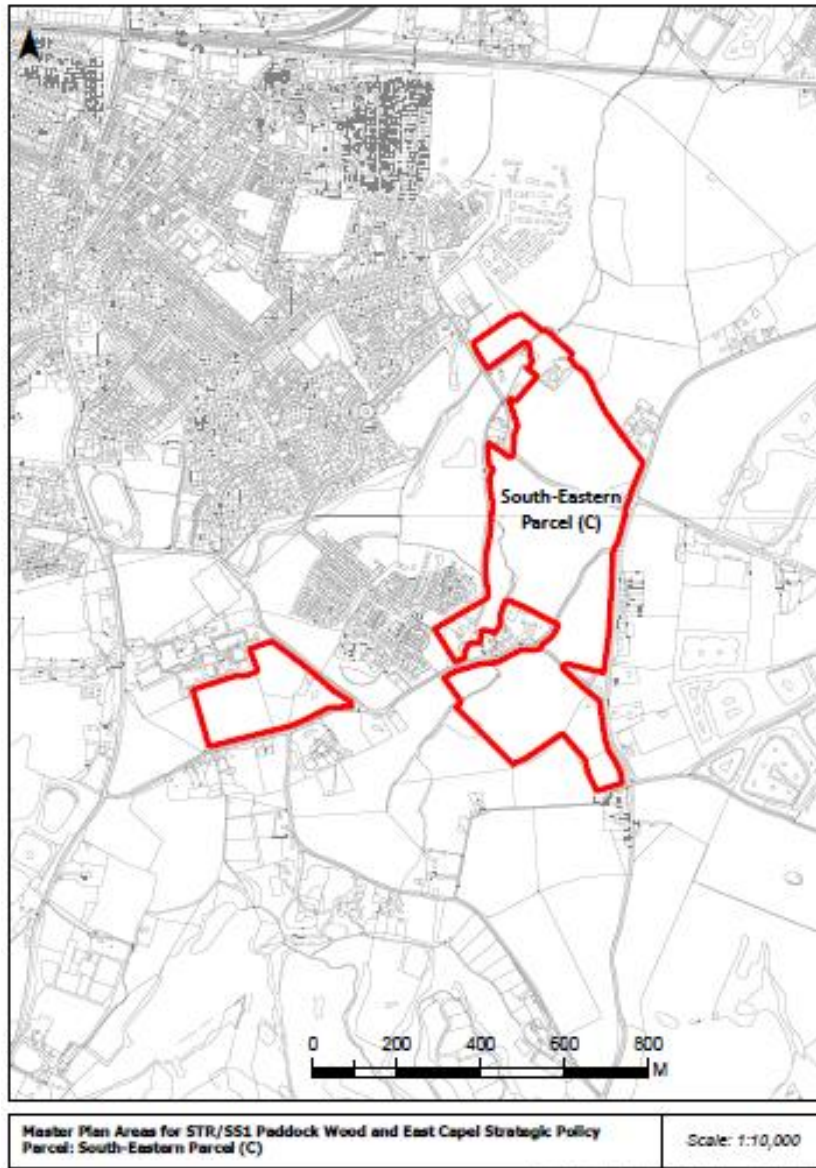 South-Eastern
Parcel (C)
0 200 400 600 800
M
Master Plan Areas for STR/SS1 Paddock Wood and East Capel Strategic Policy
Parcel: South-Eastern Parcel (C)
Scale: 1:10,000